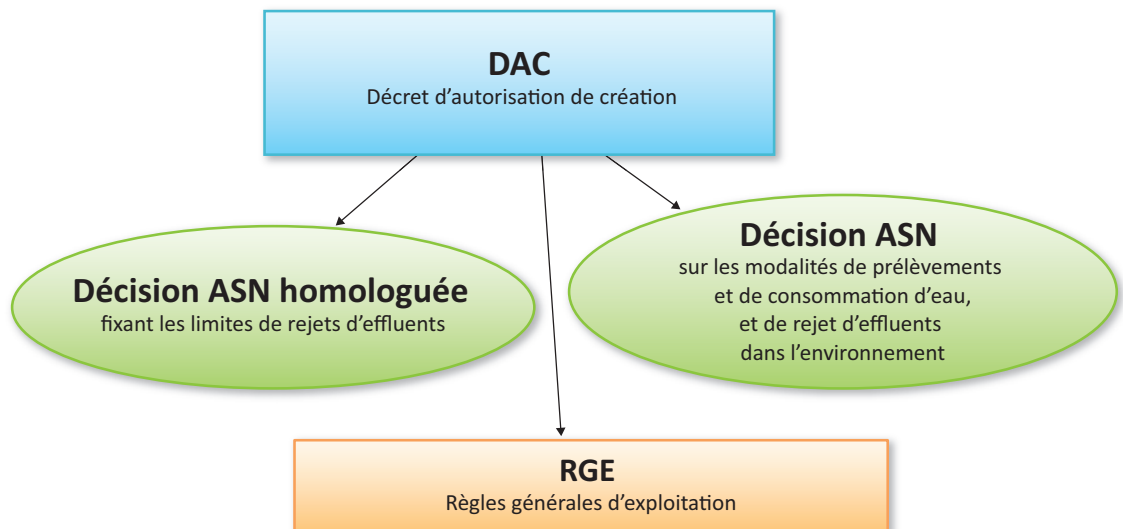 DAC
Décret d'autorisation de création
Décision ASN homologuée
fixant les limites de rejets d'effluents
Décision ASN
sur les modalités de prélèvements
et de consommation d'eau,
et de rejet d'effluents
dans l'environnement
RGE
Règles générales d'exploitation